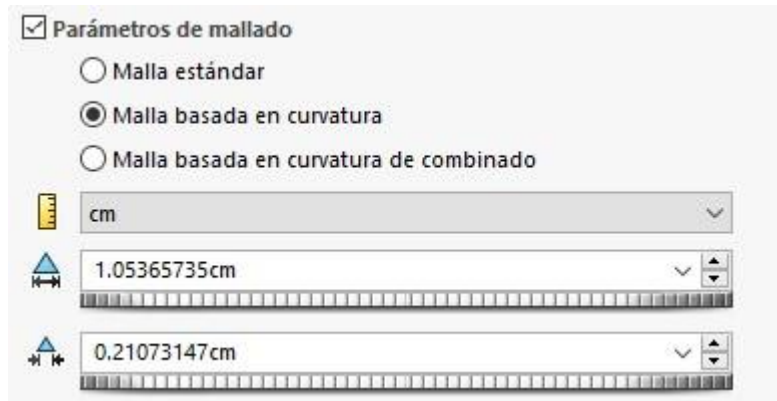 Parámetros de mallado
Malla estándar
Malla basada en curvatura
Malla basada en curvatura de combinado
cm
1.05365735cm
0.21073147cm